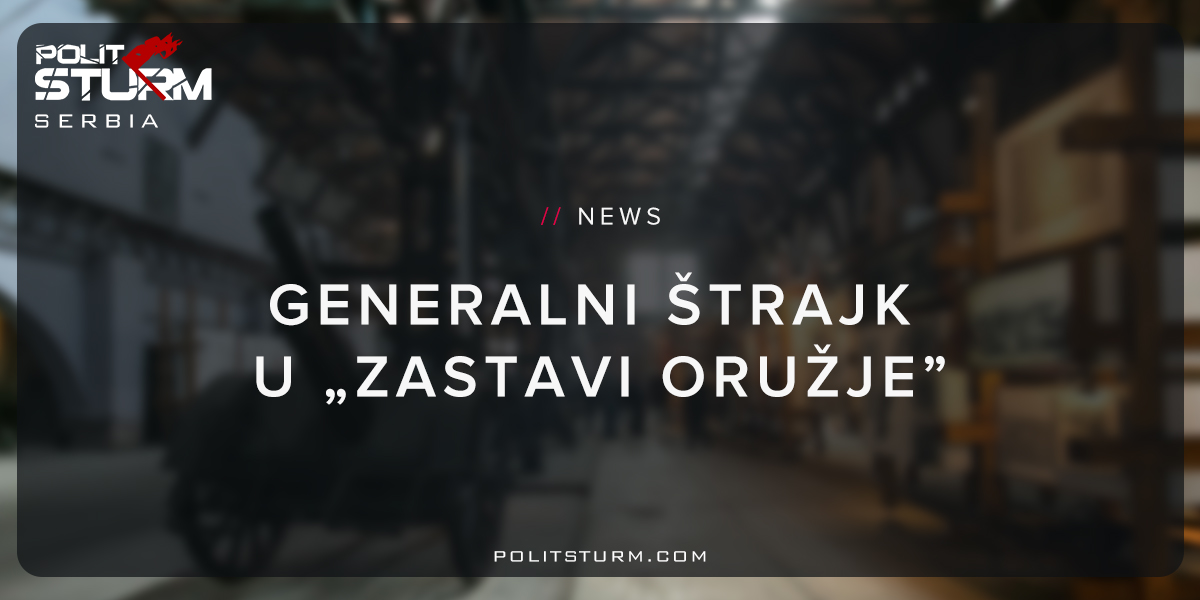 POLIT
STURM
SERBIA
// NEWS
GENERALNI ŠTRAJK
U „ZASTAVI ORUŽJE”
POLITSTURM.COM